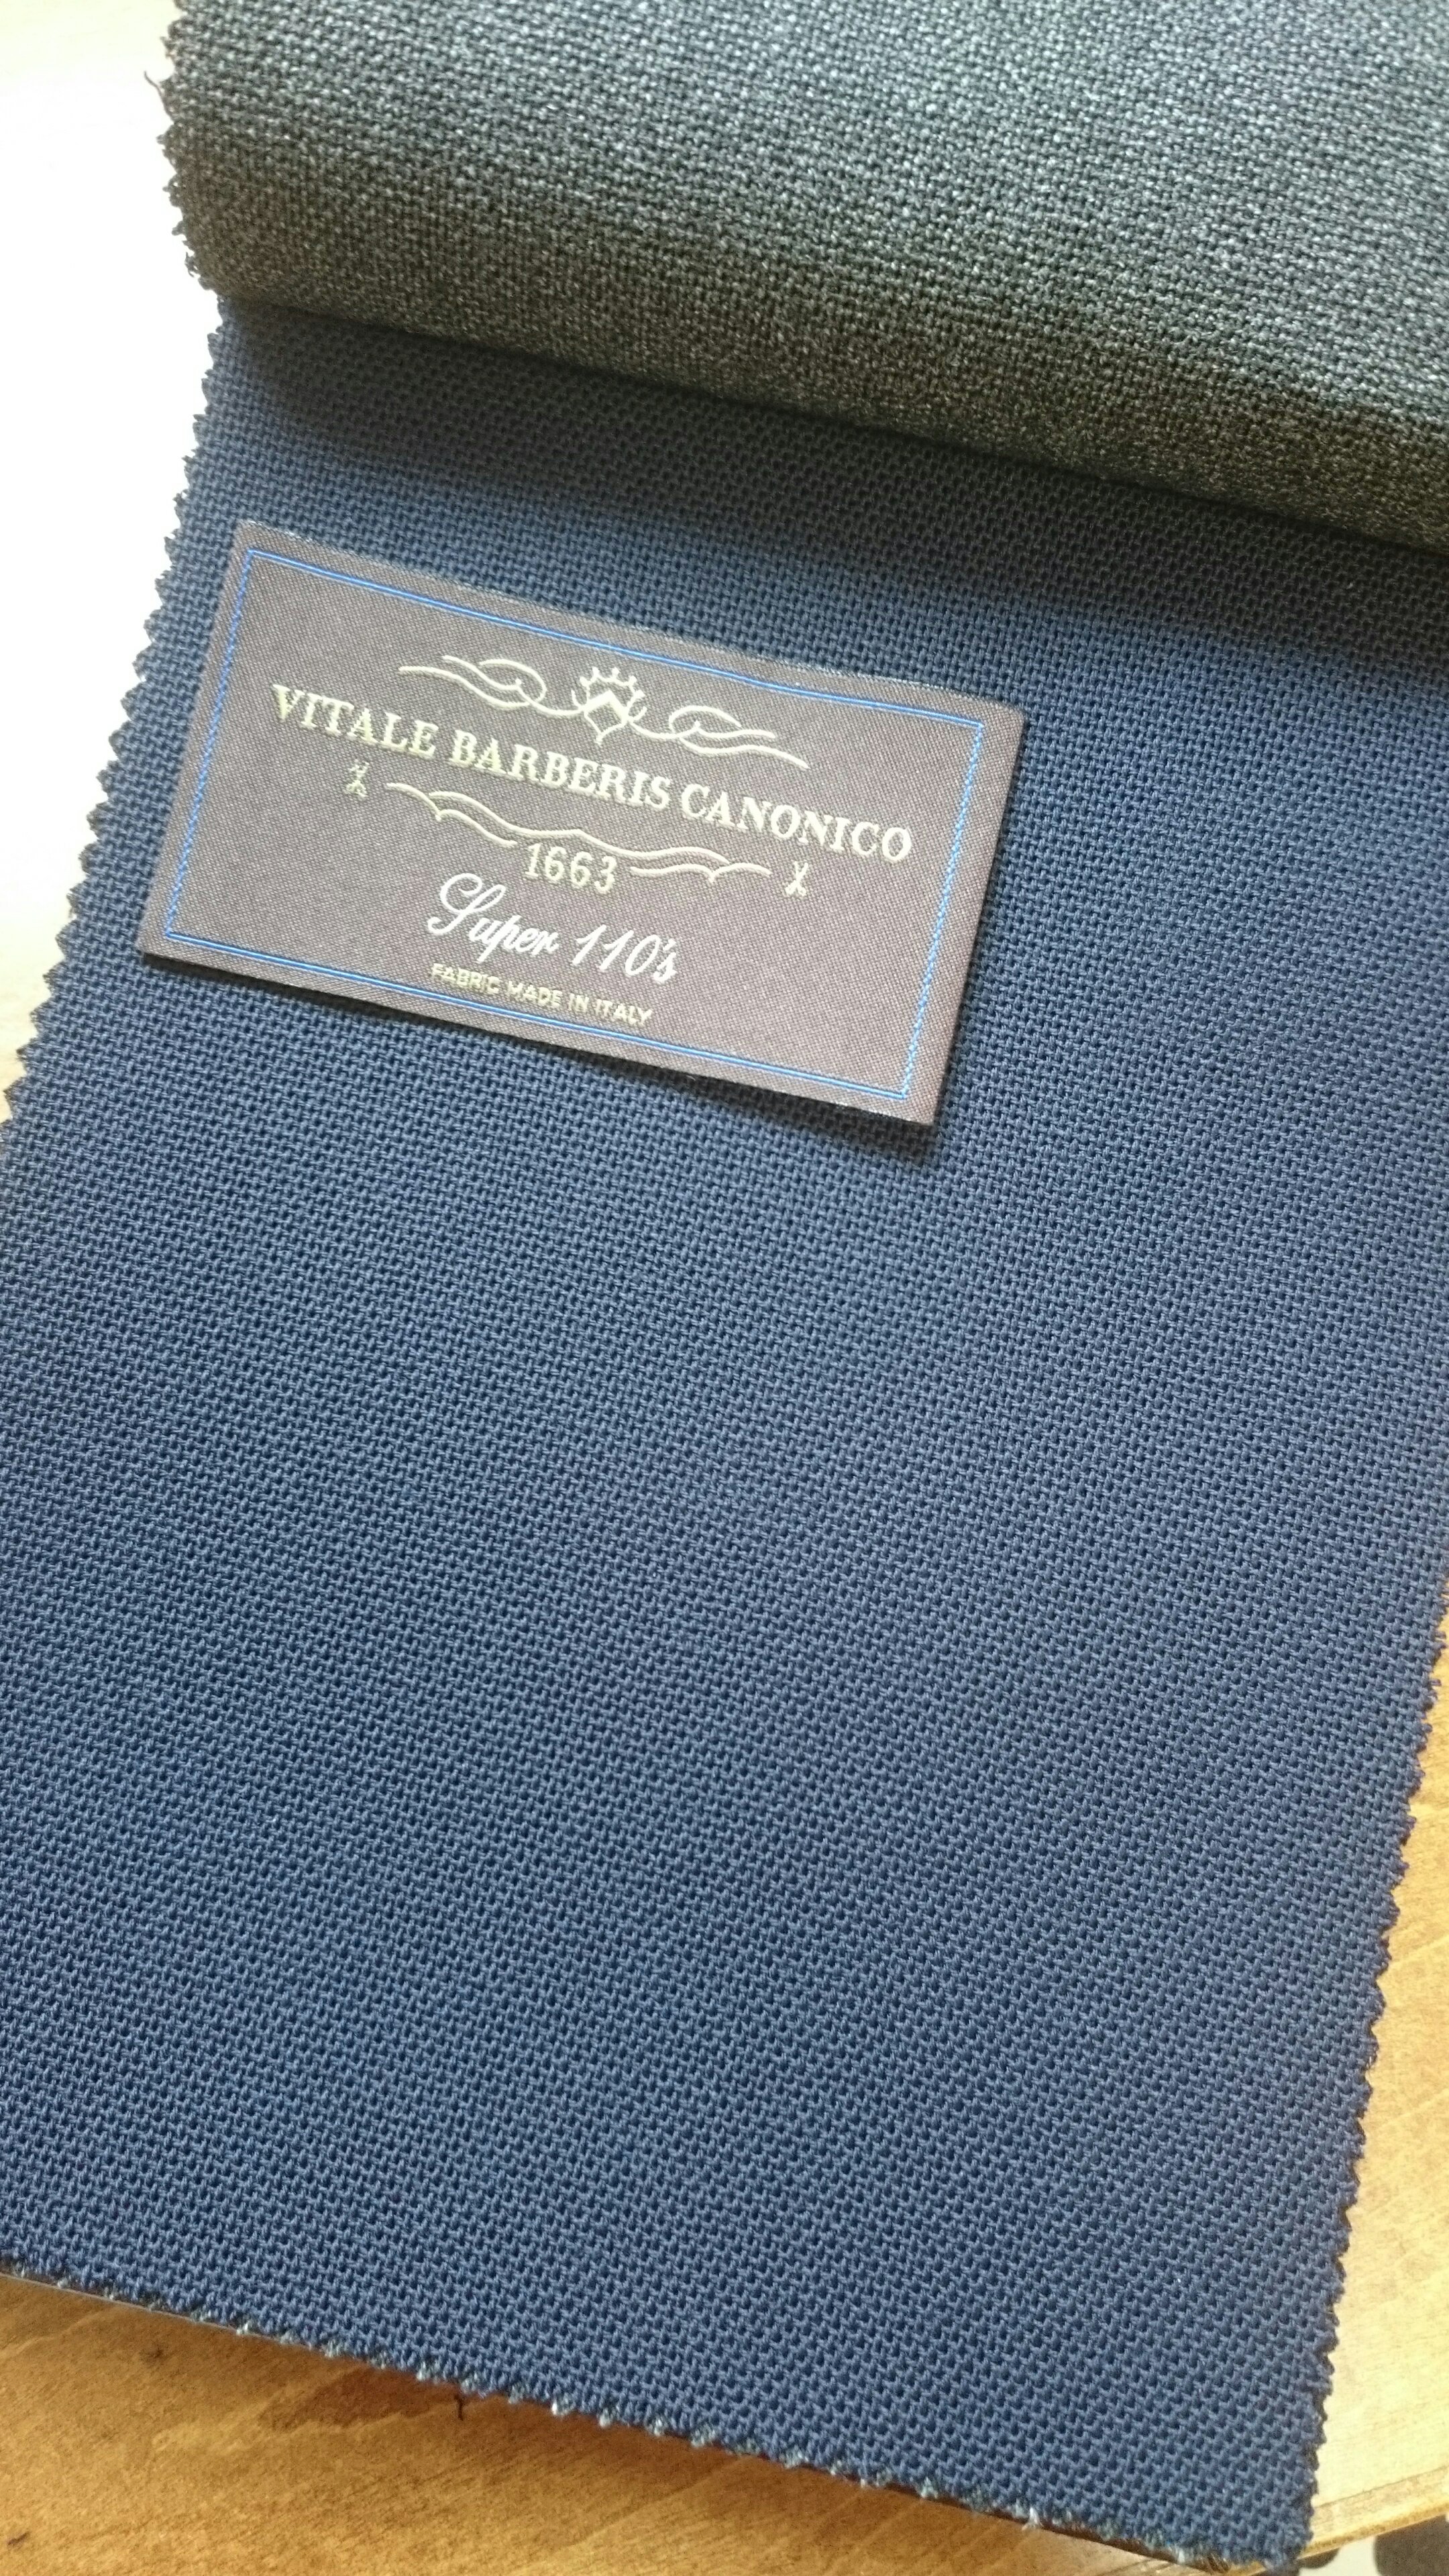 VITALE BARBERIS CANONICO
1663
Super 110's
FABRIC MADE IN ITALY